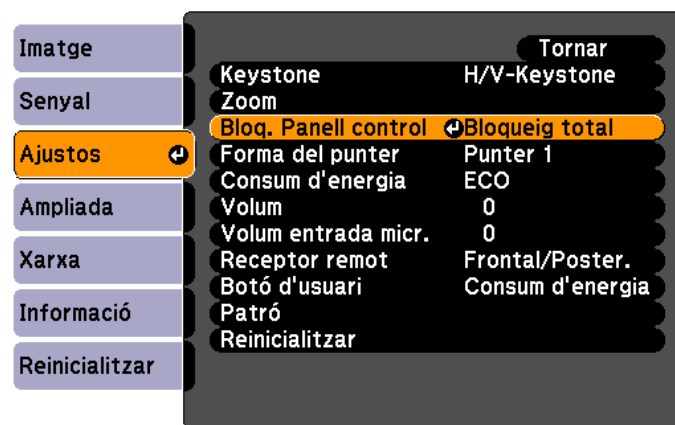 Imatge
Senyal
Ajustos
Ampliada
Xarxa
Informació
Reinicialitzar
Tornar
Keystone H/V-Keystone
Zoom
Bloq. Panell control Bloqueig total
Forma del punter Punter 1
Consum d'energia ECO
Volum 0
Volum entrada micr. 0
Receptor remot Frontal/Poster.
Botó d'usuari Consum d'energia
Patró
Reinicialitzar